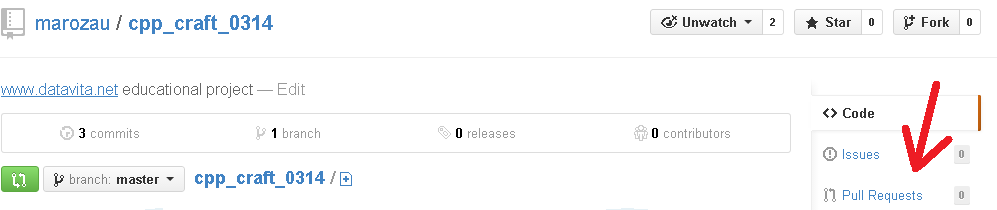 marozau / cpp_craft_0314
Unwatch 2 Star 0 Fork 0
www.datavita.net educational project — Edit
Code
3 commits 1 branch 0 releases 0 contributors
Issues 0
branch: master cpp_craft_0314 /
Pull Requests 0